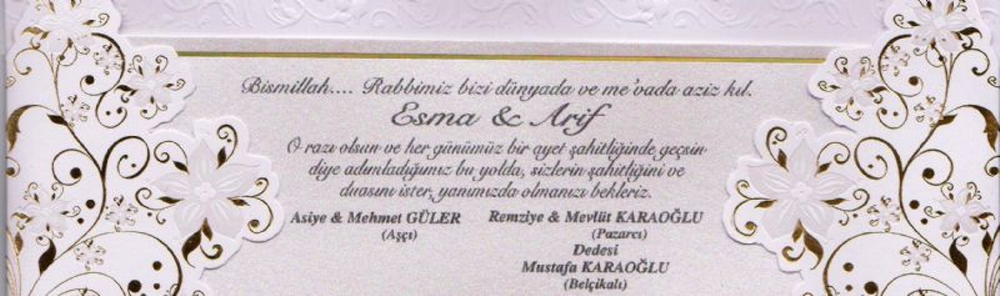 Bismillah.... Rabbimiz bizi dünyada ve me'vada aziz kıl.
Esma & Arif
O razı olsun ve her günümüz bir ayet şahitliğinde geçsin
diye adımladığımız bu yolda, sizlerin şahitliğini ve
duasını ister, yanımızda olmanızı bekleriz.
Asiye & Mehmet GÜLER Remziye & Mevlüt KARAOĞLU
(Aşçı) (Pazarcı)
Dedesi
Mustafa KARAOĞLU
(Belçikalı)